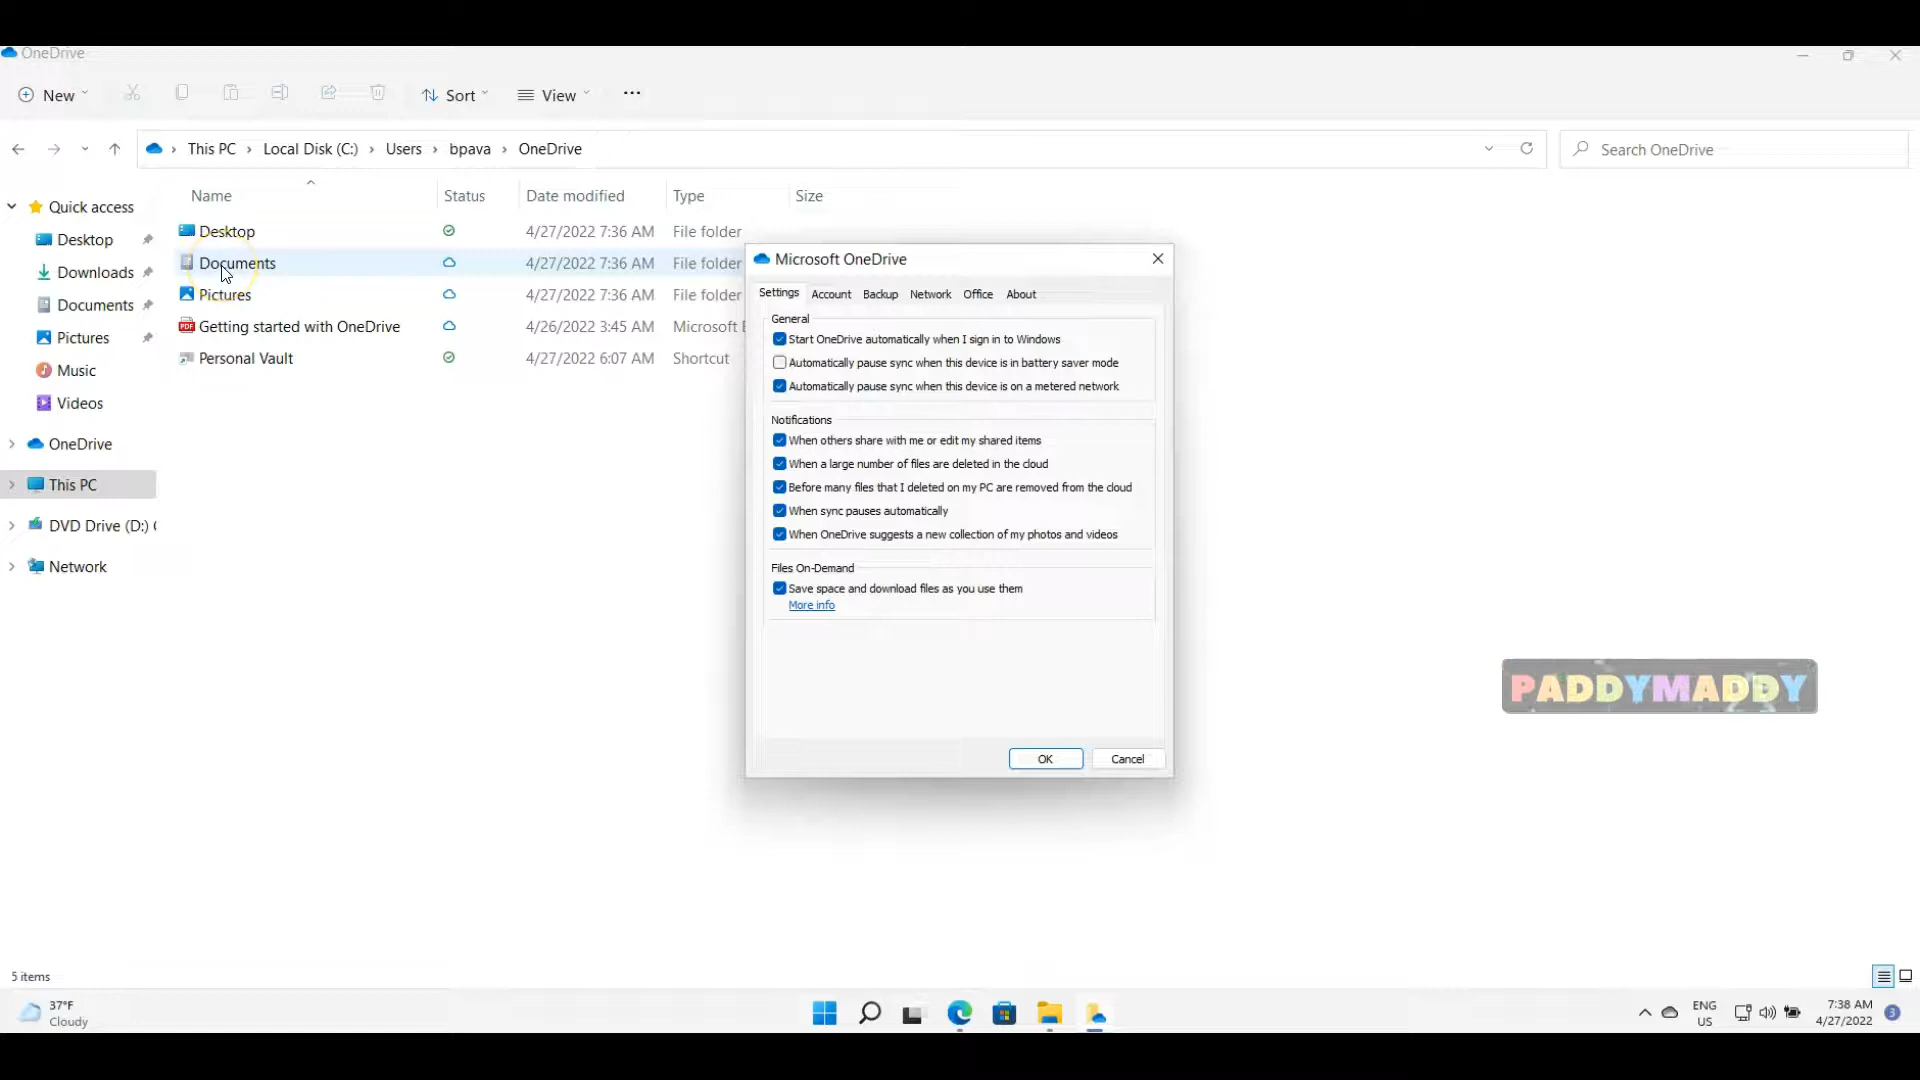 OneDrive
New
Sort
View
This PC
Local Disk (C:)
Users
bpava
OneDrive
Search OneDrive
Name
Status
Date modified
Type
Size
Quick access
Desktop
Downloads
Documents
Pictures
Music
Videos
OneDrive
This PC
DVD Drive (D:)
Network
Desktop 4/27/2022 7:36 AM File folder
Documents 4/27/2022 7:36 AM File folder
Pictures 4/27/2022 7:36 AM File folder
PDF Getting started with OneDrive 4/26/2022 3:45 AM Microsoft
Personal Vault 4/27/2022 6:07 AM Shortcut
Microsoft OneDrive
Settings Account Backup Network Office About
General
Start OneDrive automatically when I sign in to Windows
Automatically pause sync when this device is in battery saver mode
Automatically pause sync when this device is on a metered network
Notifications
When others share with me or edit my shared items
When a large number of files are deleted in the cloud
Before many files that I deleted on my PC are removed from the cloud
When sync pauses automatically
When OneDrive suggests a new collection of my photos and videos
Files On-Demand
Save space and download files as you use them
More info
OK Cancel
PADDYMADDY
5 items
37°F
Cloudy
ENG
US
7:38 AM
4/27/2022
3